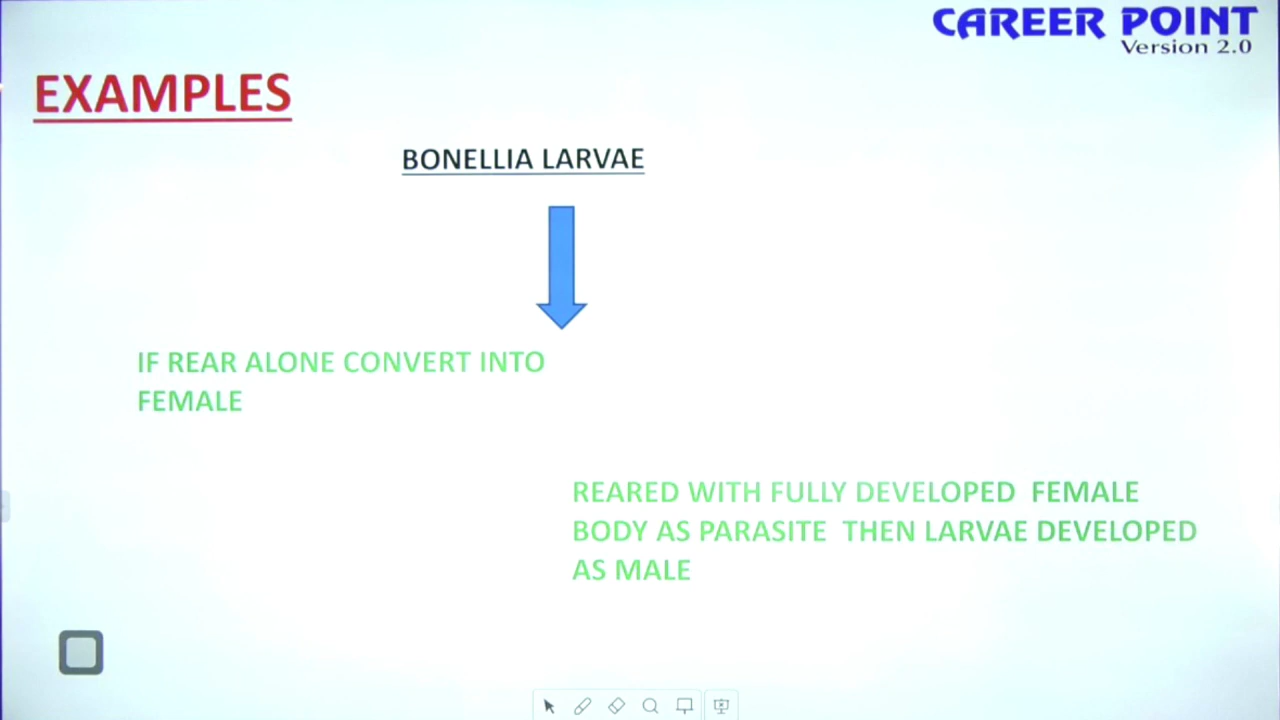 CAREER POINT
Version 2.0
EXAMPLES
BONELLIA LARVAE
IF REAR ALONE CONVERT INTO
FEMALE
REARED WITH FULLY DEVELOPED FEMALE
BODY AS PARASITE THEN LARVAE DEVELOPED
AS MALE